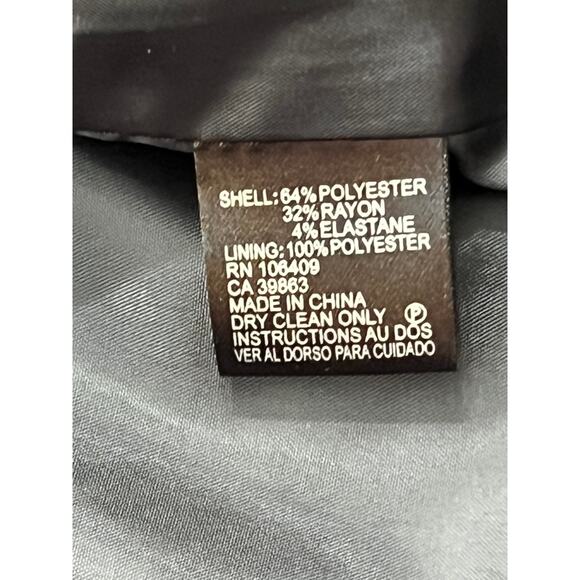 SHELL: 64% POLYESTER
32% RAYON
4% ELASTANE
LINING: 100% POLYESTER
RN 106409
CA 39863
MADE IN CHINA
DRY CLEAN ONLY P
INSTRUCTIONS AU DOS
VER AL DORSO PARA CUIDADO